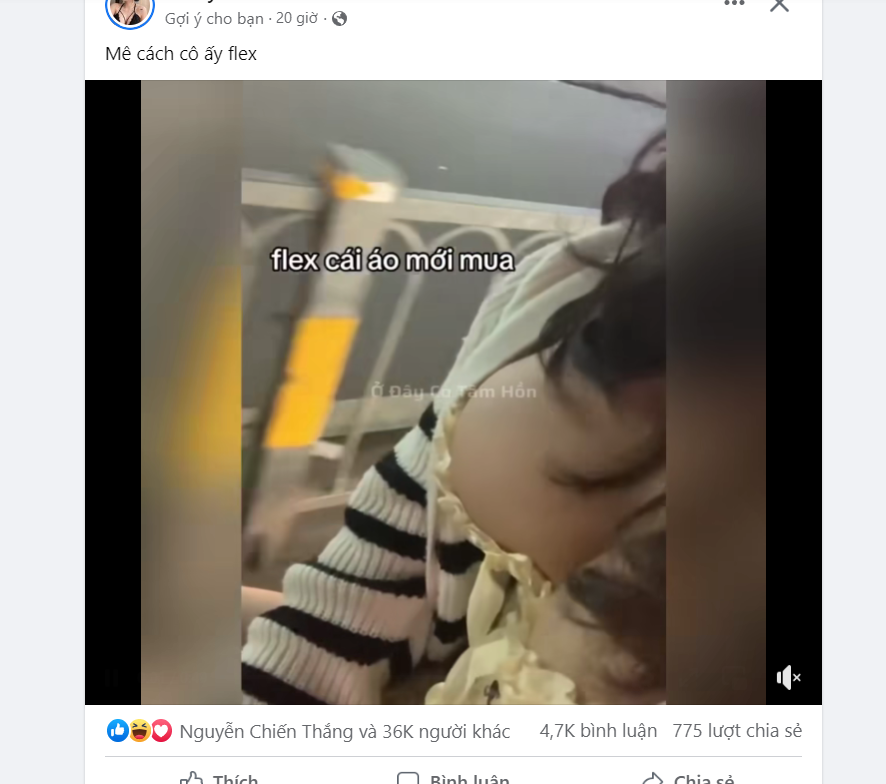 Gợi ý cho bạn · 20 giờ ·
Mê cách cô ấy flex
flex cái áo mới mua
Ở Đây Có Tâm Hồn
Nguyễn Chiến Thắng và 36K người khác 4,7K bình luận 775 lượt chia sẻ
Thích Bình luận Chia sẻ